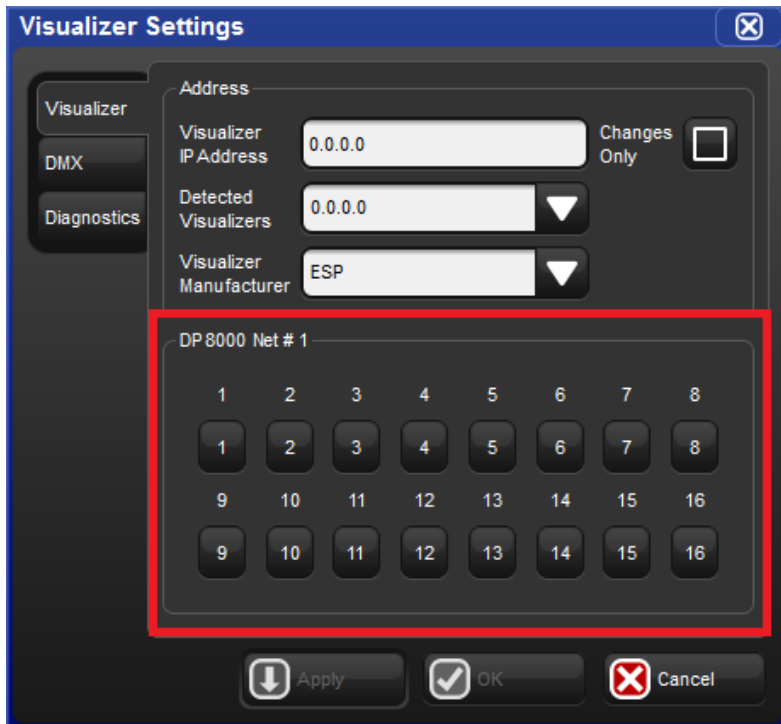 Visualizer Settings
Visualizer
DMX
Diagnostics
Address
Visualizer
IP Address
0.0.0.0
Changes
Only
Detected
Visualizers
0.0.0.0
Visualizer
Manufacturer
ESP
DP8000 Net # 1
1 2 3 4 5 6 7 8
1 2 3 4 5 6 7 8
9 10 11 12 13 14 15 16
9 10 11 12 13 14 15 16
Apply
OK
Cancel